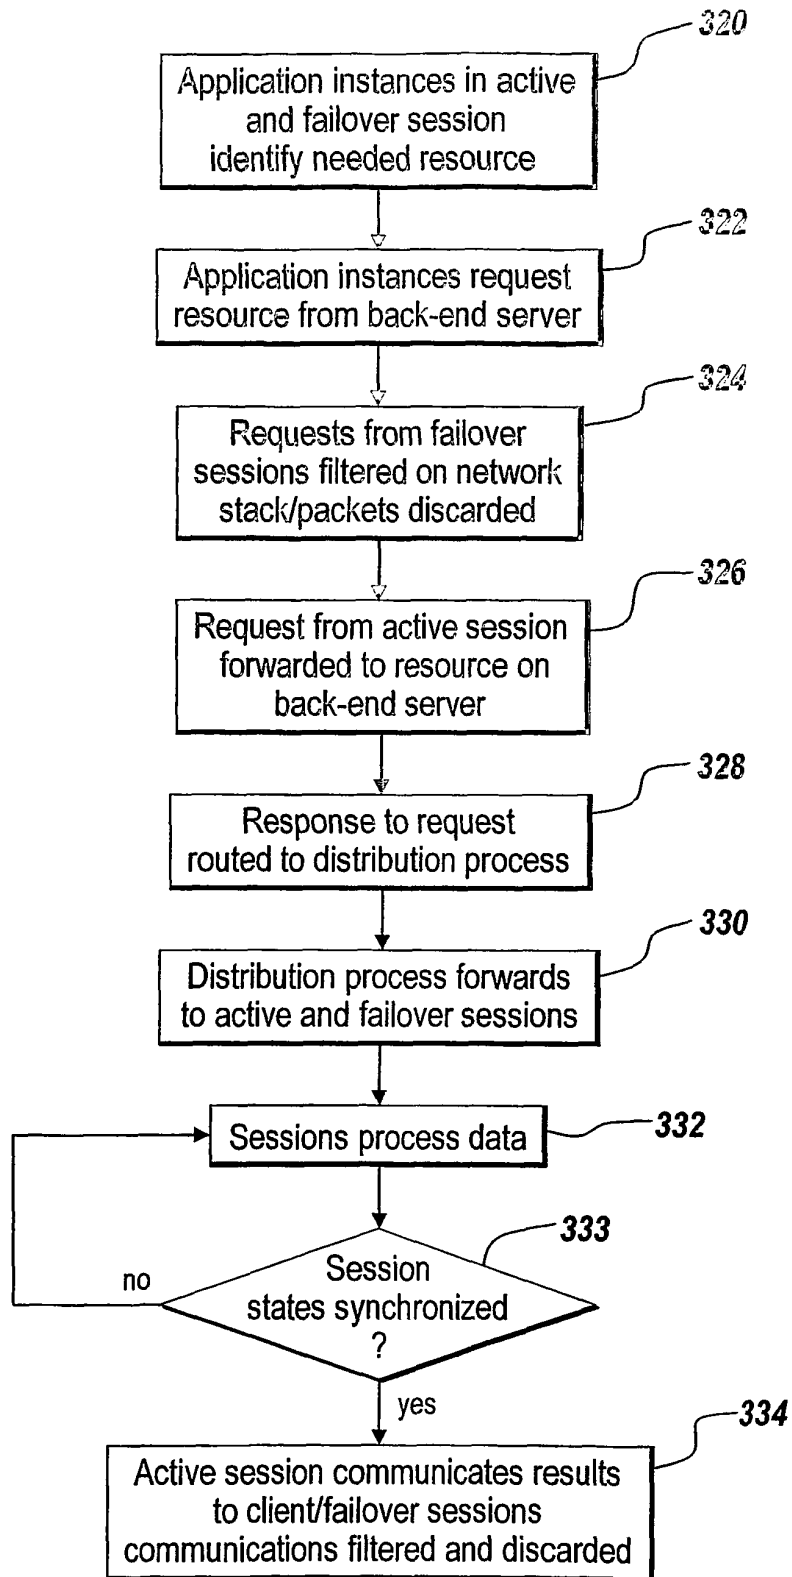 320
Application instances in active
and failover session
identify needed resource
322
Application instances request
resource from back-end server
324
Requests from failover
sessions filtered on network
stack/packets discarded
326
Request from active session
forwarded to resource on
back-end server
328
Response to request
routed to distribution process
330
Distribution process forwards
to active and failover sessions
332
Sessions process data
333
Session
states synchronized
?
no
yes
334
Active session communicates results
to client/failover sessions
communications filtered and discarded